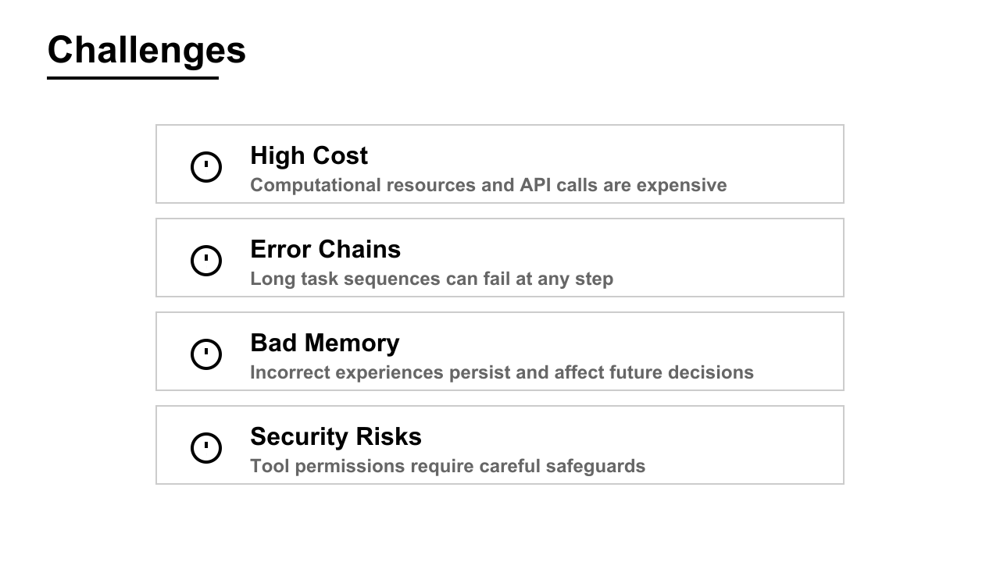 Challenges
High Cost
Computational resources and API calls are expensive
Error Chains
Long task sequences can fail at any step
Bad Memory
Incorrect experiences persist and affect future decisions
Security Risks
Tool permissions require careful safeguards